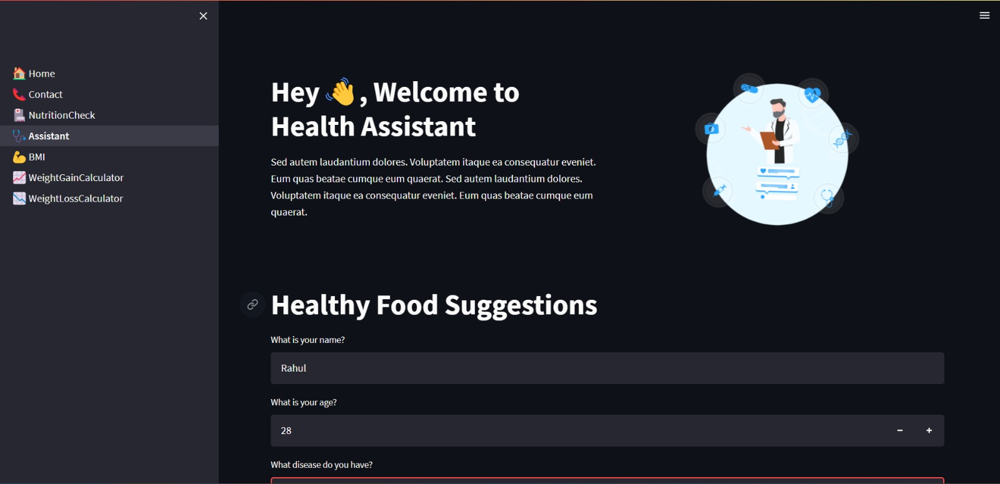 Home
Contact
NutritionCheck
Assistant
BMI
WeightGainCalculator
WeightLossCalculator
Hey 👋, Welcome to
Health Assistant
Sed autem laudantium dolores. Voluptatem itaque ea consequatur eveniet.
Eum quas beatae cumque eum quaerat. Sed autem laudantium dolores.
Voluptatem itaque ea consequatur eveniet. Eum quas beatae cumque eum
quaerat.
Healthy Food Suggestions
What is your name?
Rahul
What is your age?
28
What disease do you have?